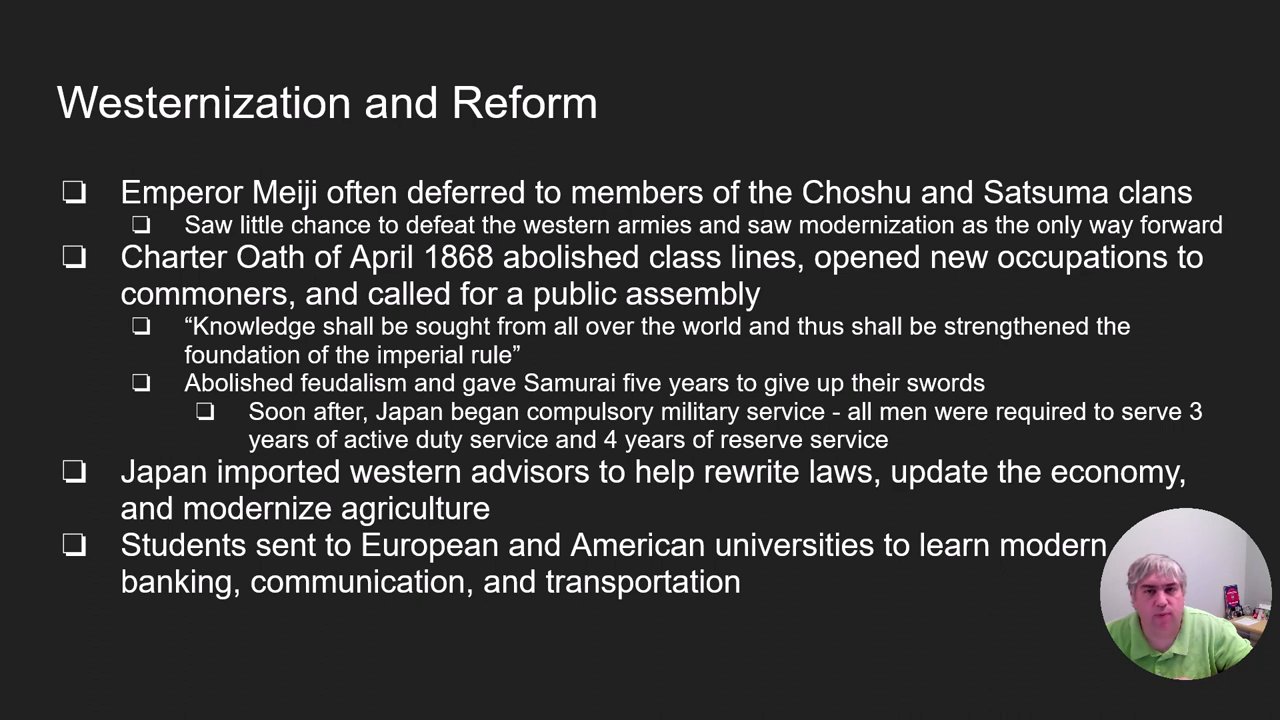 Westernization and Reform
❏ Emperor Meiji often deferred to members of the Choshu and Satsuma clans
❏ Saw little chance to defeat the western armies and saw modernization as the only way forward
❏ Charter Oath of April 1868 abolished class lines, opened new occupations to
commoners, and called for a public assembly
❏ “Knowledge shall be sought from all over the world and thus shall be strengthened the
foundation of the imperial rule”
❏ Abolished feudalism and gave Samurai five years to give up their swords
❏ Soon after, Japan began compulsory military service - all men were required to serve 3
years of active duty service and 4 years of reserve service
❏ Japan imported western advisors to help rewrite laws, update the economy,
and modernize agriculture
❏ Students sent to European and American universities to learn modern
banking, communication, and transportation